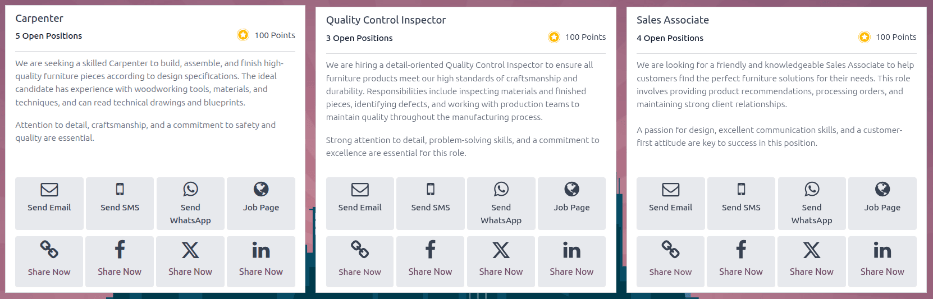 Carpenter
5 Open Positions
100 Points
We are seeking a skilled Carpenter to build, assemble, and finish high-
quality furniture pieces according to design specifications. The ideal
candidate has experience with woodworking tools, materials, and
techniques, and can read technical drawings and blueprints.
Attention to detail, craftsmanship, and a commitment to safety and
quality are essential.
Send Email
Send SMS
Send
WhatsApp
Job Page
Share Now
Share Now
Share Now
Share Now
Quality Control Inspector
3 Open Positions
100 Points
We are hiring a detail-oriented Quality Control Inspector to ensure all
furniture products meet our high standards of craftsmanship and
durability. Responsibilities include inspecting materials and finished
pieces, identifying defects, and working with production teams to
maintain quality throughout the manufacturing process.
Strong attention to detail, problem-solving skills, and a commitment to
excellence are essential for this role.
Send Email
Send SMS
Send
WhatsApp
Job Page
Share Now
Share Now
Share Now
Share Now
Sales Associate
4 Open Positions
100 Points
We are looking for a friendly and knowledgeable Sales Associate to help
customers find the perfect furniture solutions for their needs. This role
involves providing product recommendations, processing orders, and
maintaining strong client relationships.
A passion for design, excellent communication skills, and a customer-
first attitude are key to success in this position.
Send Email
Send SMS
Send
WhatsApp
Job Page
Share Now
Share Now
Share Now
Share Now